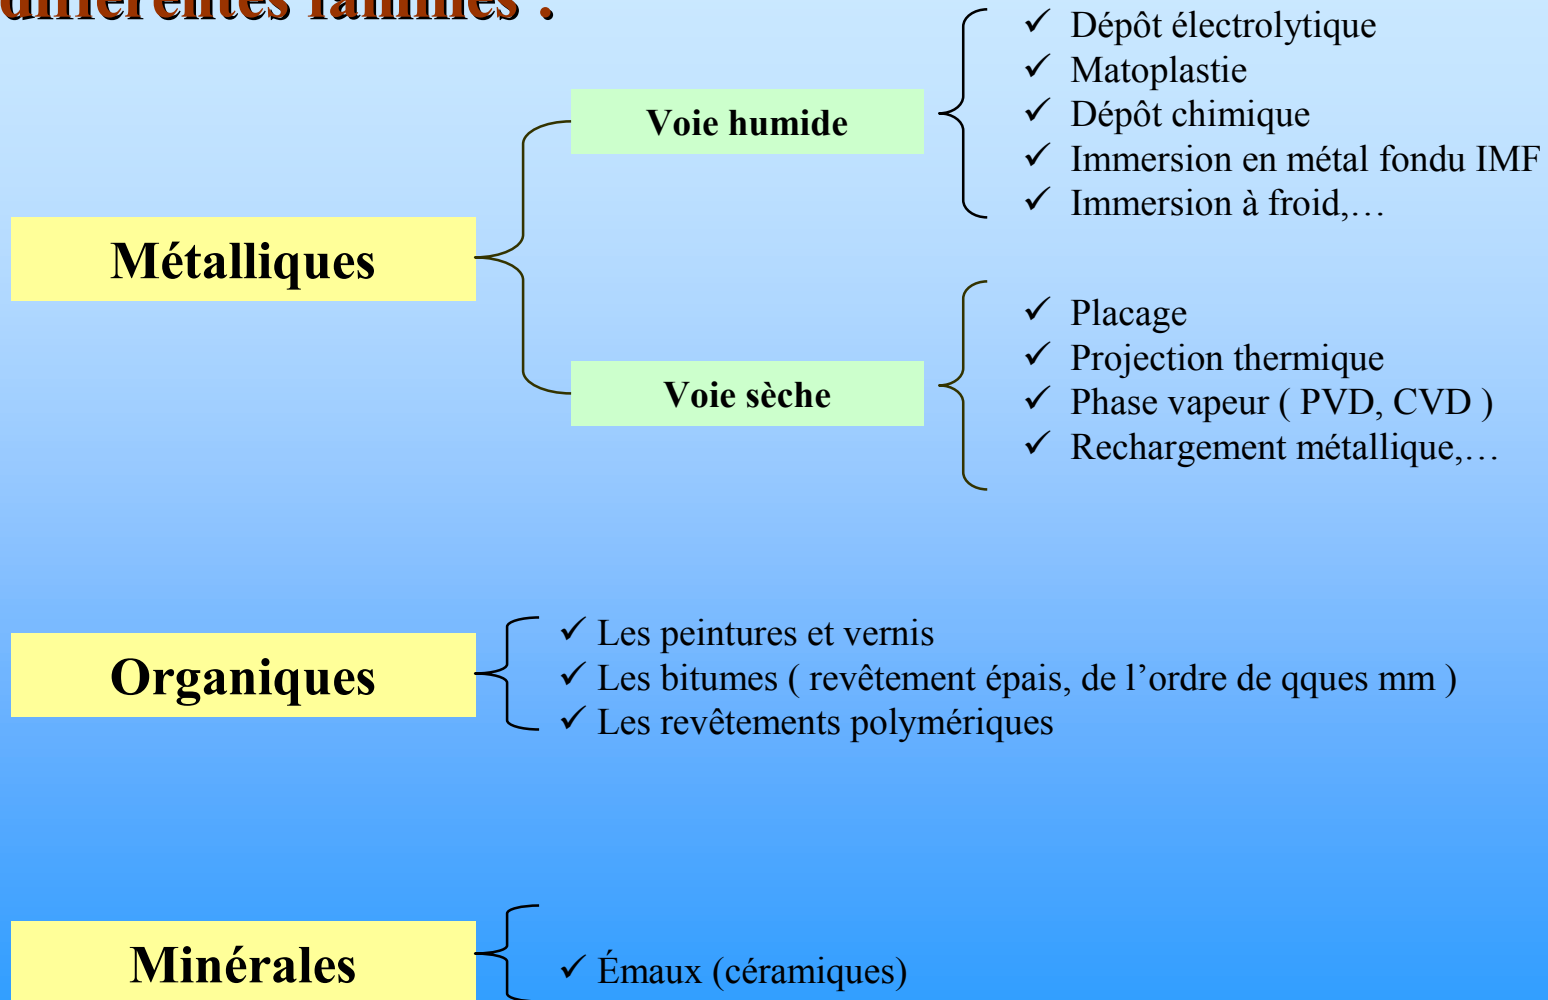 différentes familles :
Métalliques
Voie humide
✓ Dépôt électrolytique
✓ Matoplastie
✓ Dépôt chimique
✓ Immersion en métal fondu IMF
✓ Immersion à froid,…
Voie sèche
✓ Placage
✓ Projection thermique
✓ Phase vapeur ( PVD, CVD )
✓ Rechargement métallique,…
Organiques
✓ Les peintures et vernis
✓ Les bitumes ( revêtement épais, de l’ordre de qques mm )
✓ Les revêtements polymériques
Minérales
✓ Émaux (céramiques)